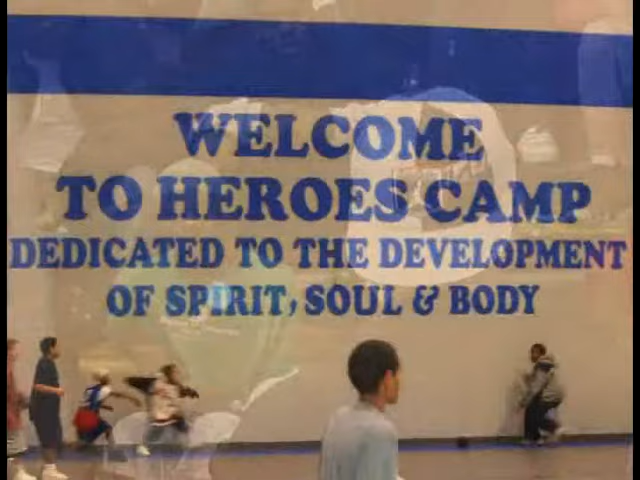 WELCOME
TO HEROES CAMP
DEDICATED TO THE DEVELOPMENT
OF SPIRIT, SOUL & BODY